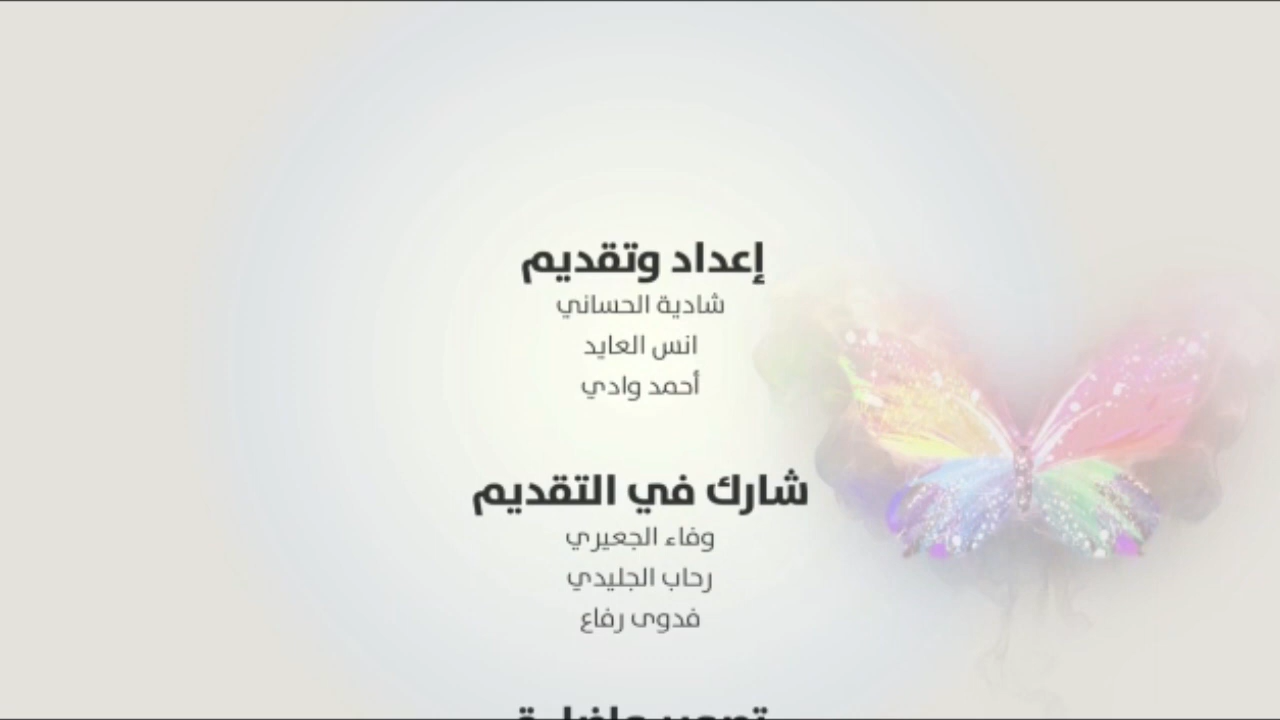 إعداد وتقديم
شادية الحساني
انس العايد
أحمد وادي
شارك في التقديم
وفاء الجعيري
رحاب الجليدي
فدوى رفاع